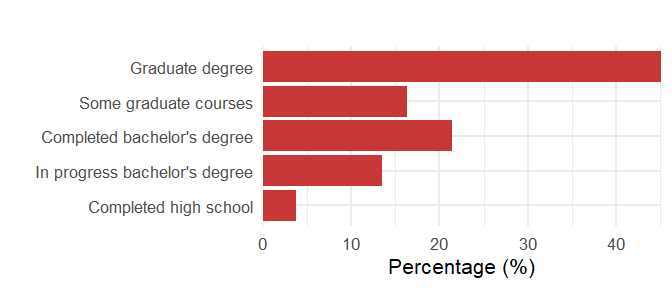 Graduate degree
Some graduate courses
Completed bachelor's degree
In progress bachelor's degree
Completed high school
0 10 20 30 40
Percentage (%)